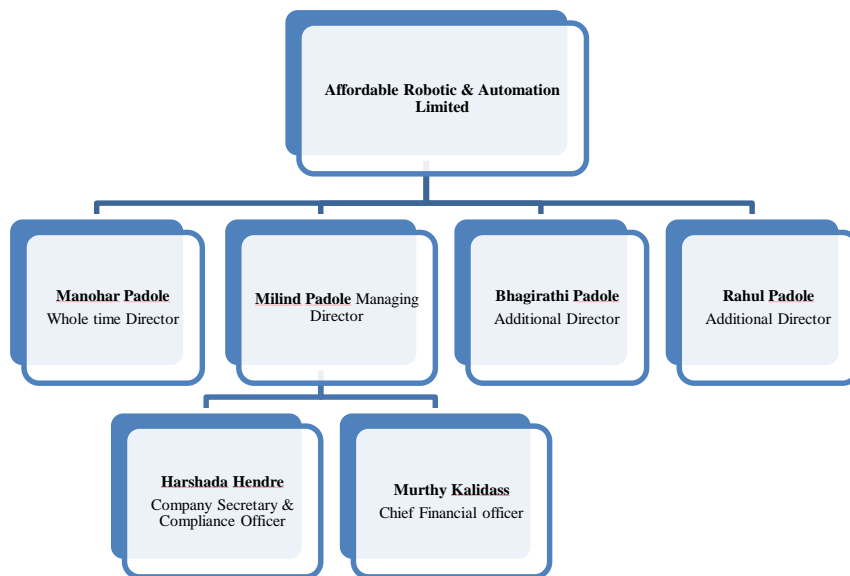 Affordable Robotic & Automation
Limited
Manohar Padole
Whole time Director
Milind Padole Managing
Director
Bhagirathi Padole
Additional Director
Rahul Padole
Additional Director
Harshada Hendre
Company Secretary &
Compliance Officer
Murthy Kalidass
Chief Financial officer